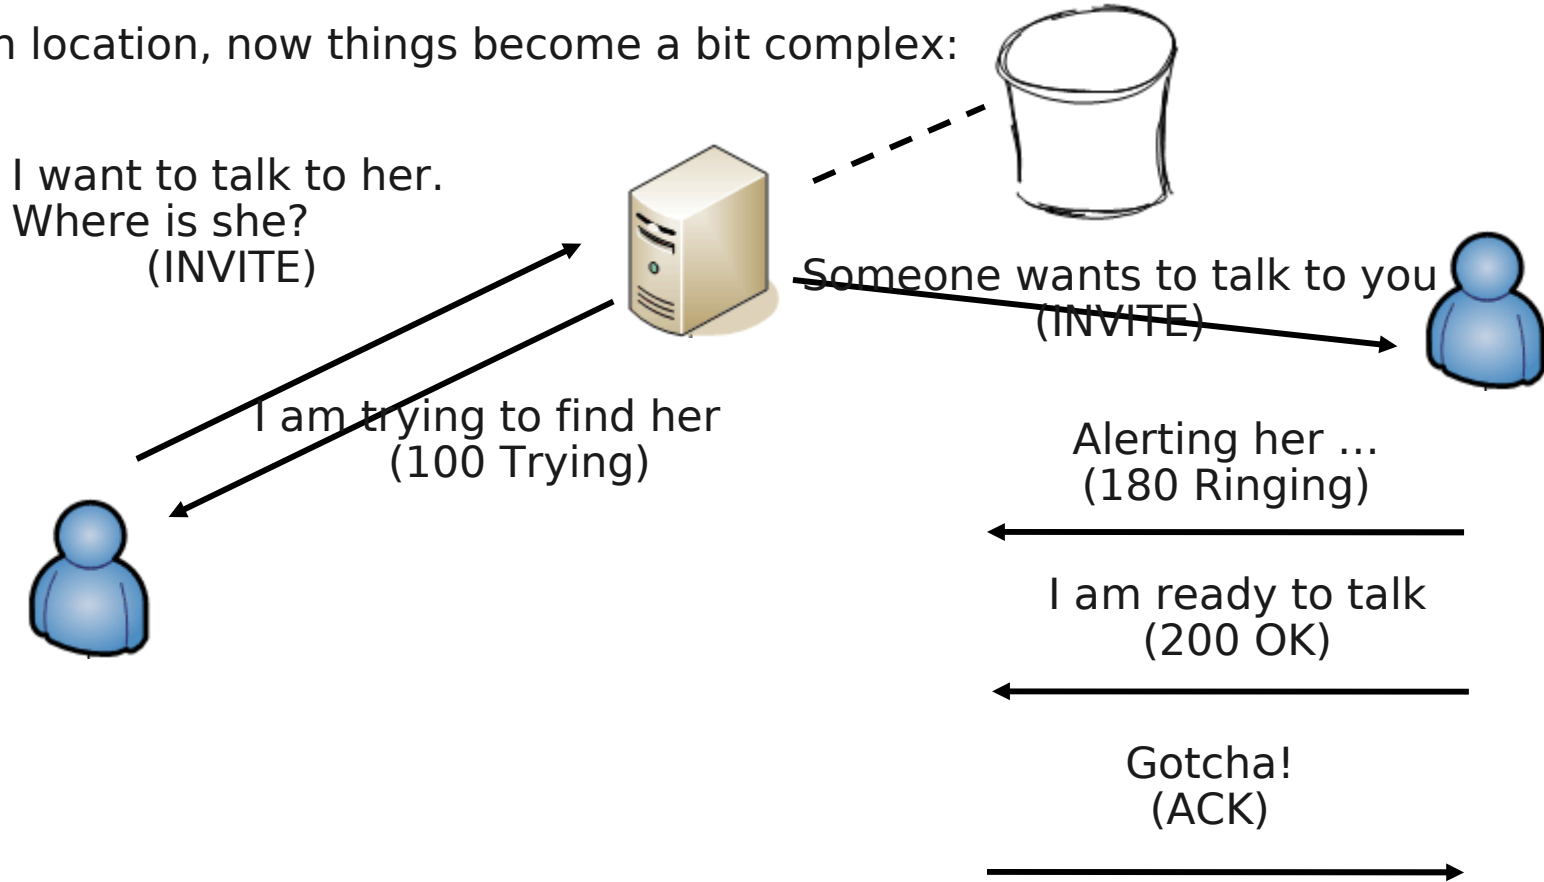 n location, now things become a bit complex:
I want to talk to her.
Where is she?
(INVITE)
Someone wants to talk to you
(INVITE)
I am trying to find her
(100 Trying)
Alerting her ...
(180 Ringing)
I am ready to talk
(200 OK)
Gotcha!
(ACK)